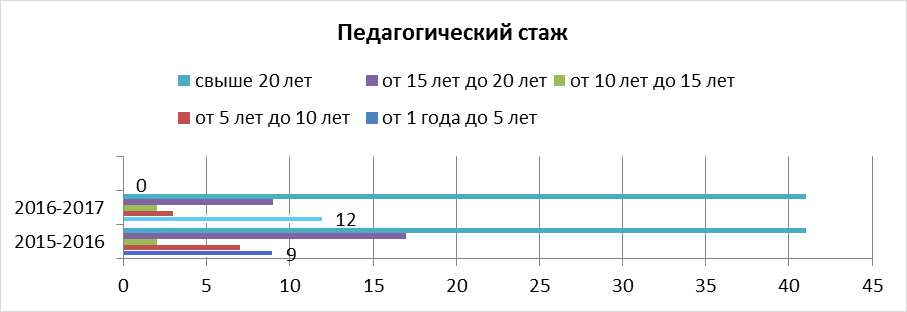 Педагогический стаж
свыше 20 лет от 15 лет до 20 лет от 10 лет до 15 лет
от 5 лет до 10 лет от 1 года до 5 лет
0
2016-2017
12
2015-2016
9
0 5 10 15 20 25 30 35 40 45